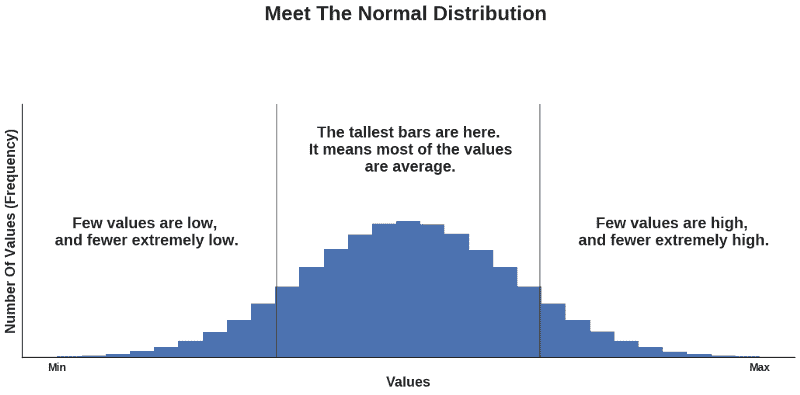 Meet The Normal Distribution
The tallest bars are here.
It means most of the values
are average.
Few values are low,
and fewer extremely low.
Few values are high,
and fewer extremely high.
Number Of Values (Frequency)
Min
Max
Values